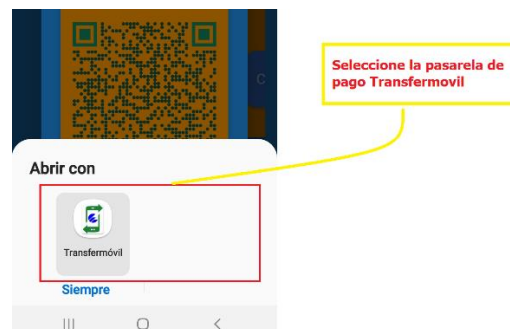 C
Seleccione la pasarela de
pago Transfermovil
Abrir con
Transfermóvil
Siempre